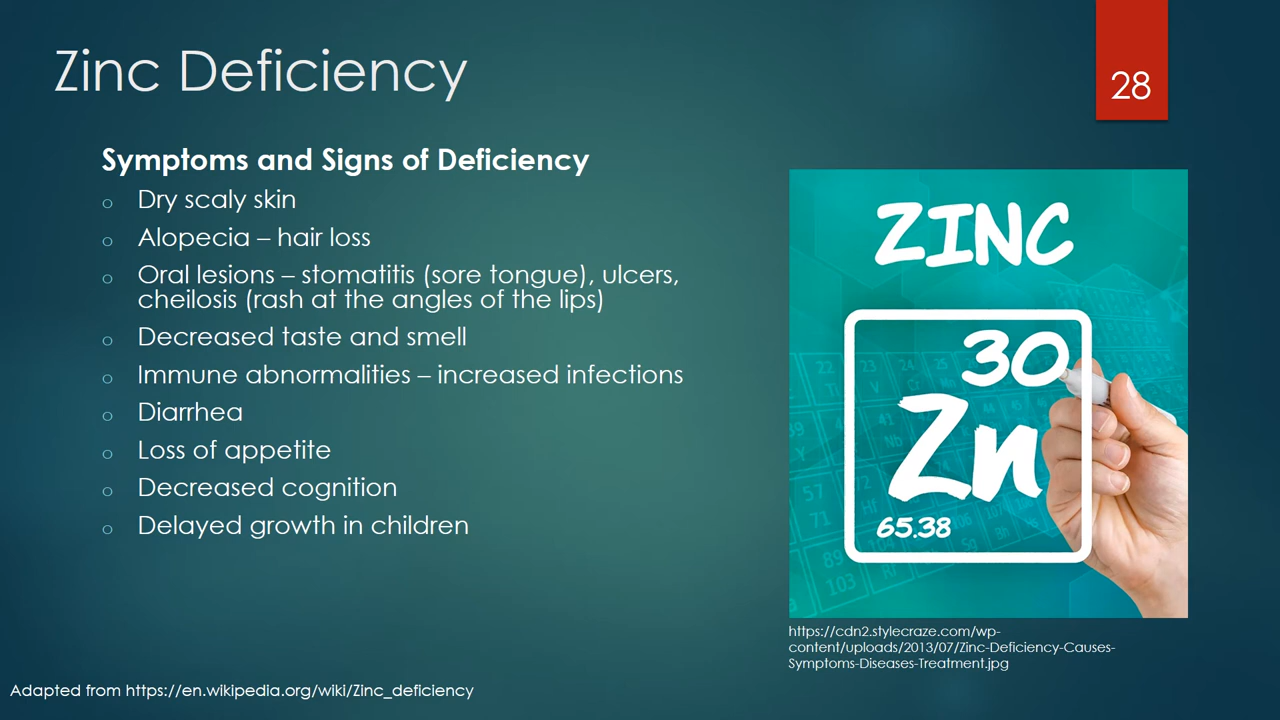 Zinc Deficiency
28
Symptoms and Signs of Deficiency
o Dry scaly skin
o Alopecia – hair loss
o Oral lesions – stomatitis (sore tongue), ulcers,
cheilosis (rash at the angles of the lips)
o Decreased taste and smell
o Immune abnormalities – increased infections
o Diarrhea
o Loss of appetite
o Decreased cognition
o Delayed growth in children
ZINC
30
Zn
65.38
https://cdn2.stylecraze.com/wp-
content/uploads/2013/07/Zinc-Deficiency-Causes-
Symptoms-Diseases-Treatment.jpg
Adapted from https://en.wikipedia.org/wiki/Zinc_deficiency